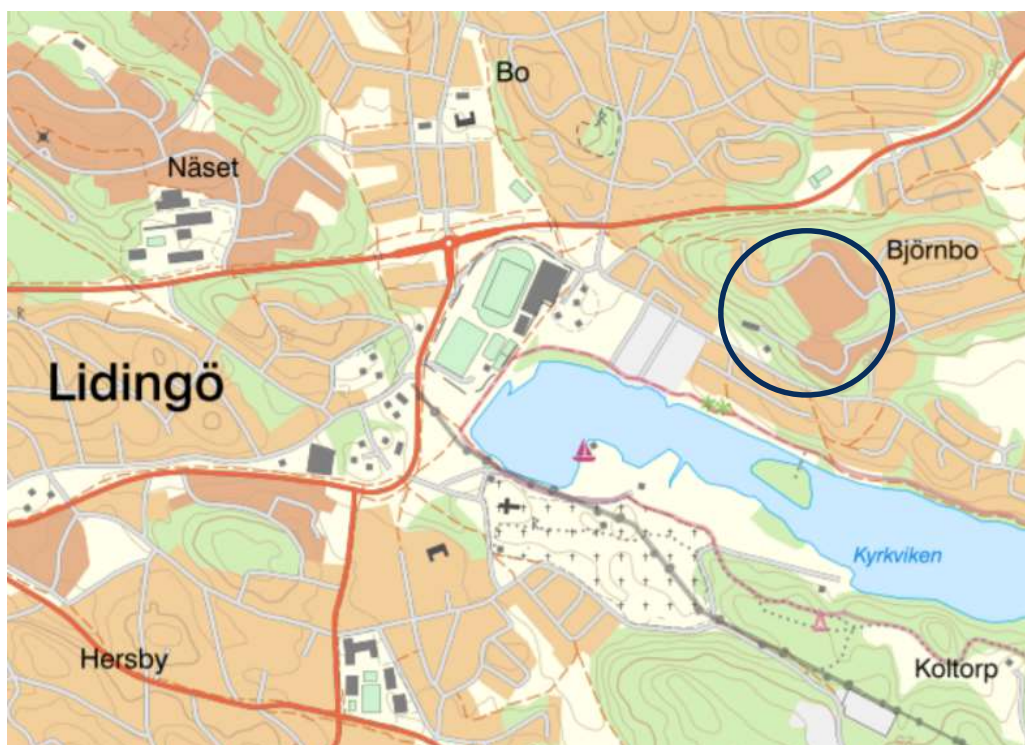 Bo
Näset
Björnbo
Lidingö
Kyrkviken
Hersby
Koltorp